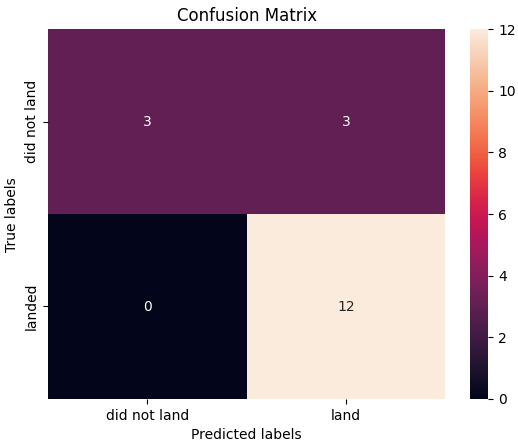 Confusion Matrix
True labels
did not land
landed
3
3
0
12
did not land
land
Predicted labels
12
10
8
6
4
2
0